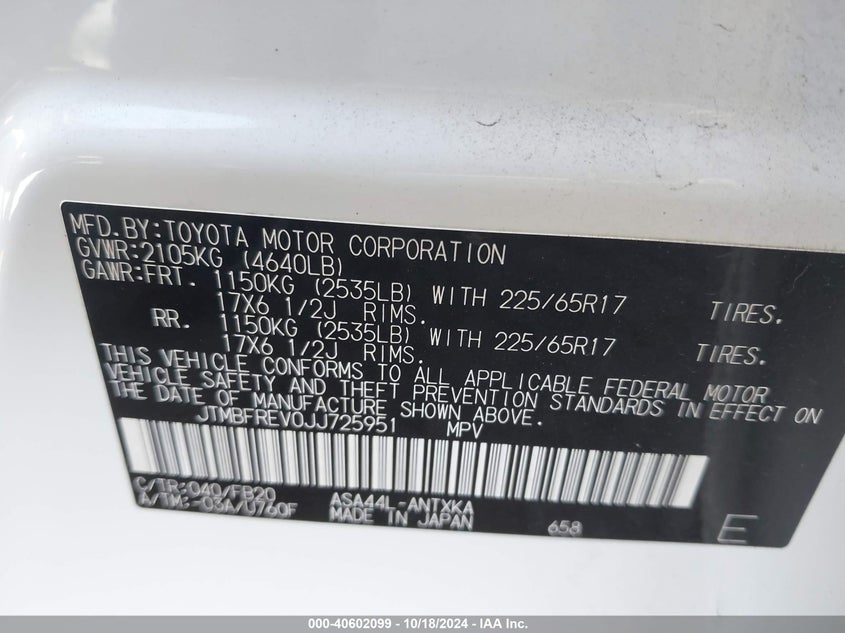 MFD.BY:TOYOTA MOTOR CORPORATION
GVWR:2105KG (4640LB)
GAWR:FRT. 1150KG (2535LB) WITH 225/65R17 TIRES.
17X6 1/2J RIMS.
RR. 1150KG (2535LB) WITH 225/65R17 TIRES.
17X6 1/2J RIMS.
THIS VEHICLE CONFORMS TO ALL APPLICABLE FEDERAL MOTOR
VEHICLE SAFETY AND THEFT PREVENTION STANDARDS IN EFFECT ON
THE DATE OF MANUFACTURE SHOWN ABOVE.
JTMBFREV0JJ725951 MPV
C/TR:040/FB20 ASA44L-ANTXKA
A/TM:-03A/U760F MADE IN JAPAN 658 E
000-40602099 - 10/18/2024 - IAA Inc.